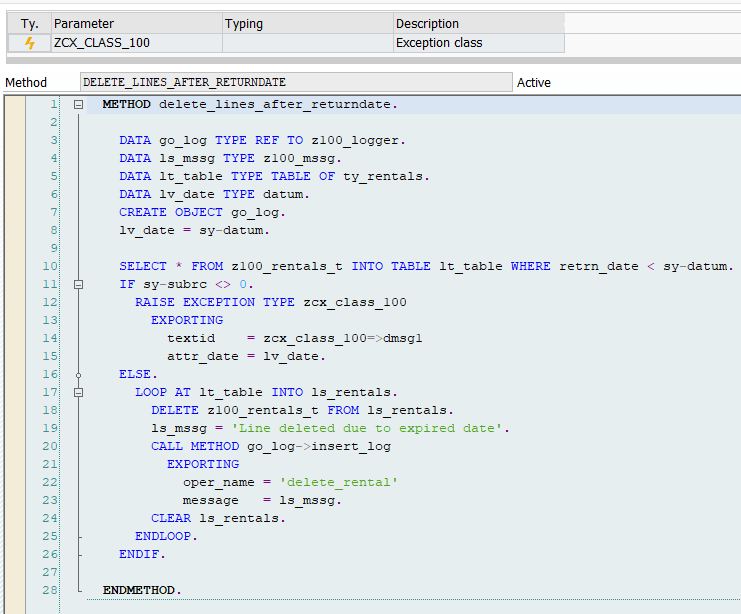 Ty. Parameter Typing Description
ZCX_CLASS_100 Exception class
Method DELETE_LINES_AFTER_RETURNDATE Active
1 METHOD delete_lines_after_returndate.
2
3 DATA go_log TYPE REF TO z100_logger.
4 DATA ls_mssg TYPE z100_mssg.
5 DATA lt_table TYPE TABLE OF ty_rentals.
6 DATA lv_date TYPE datum.
7 CREATE OBJECT go_log.
8 lv_date = sy-datum.
9
10 SELECT * FROM z100_rentals_t INTO TABLE lt_table WHERE retrn_date < sy-datum.
11 IF sy-subrc <> 0.
12 RAISE EXCEPTION TYPE zcx_class_100
13 EXPORTING
14 textid = zcx_class_100=>dmsg1
15 attr_date = lv_date.
16 ELSE.
17 LOOP AT lt_table INTO ls_rentals.
18 DELETE z100_rentals_t FROM ls_rentals.
19 ls_mssg = 'Line deleted due to expired date'.
20 CALL METHOD go_log->insert_log
21 EXPORTING
22 oper_name = 'delete_rental'
23 message = ls_mssg.
24 CLEAR ls_rentals.
25 ENDLOOP.
26 ENDIF.
27
28 ENDMETHOD.